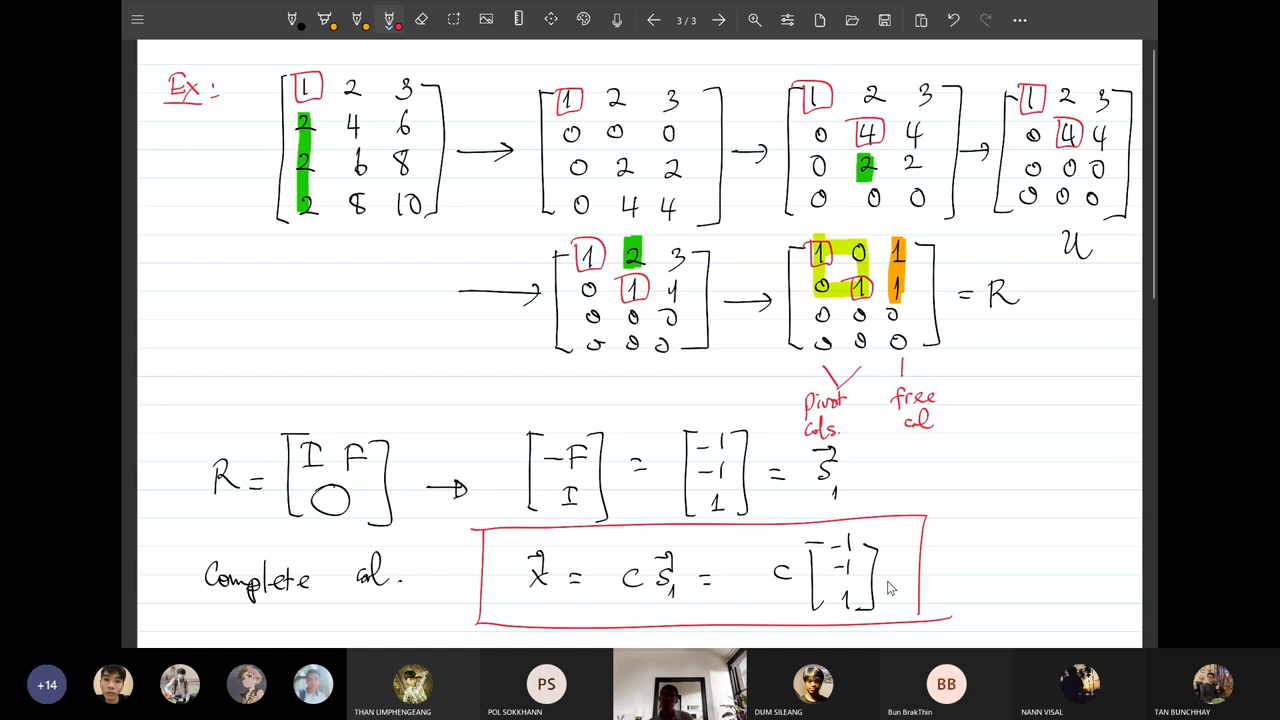 3 / 3
Ex :
[ 1 2 3 ; 2 4 6 ; 2 6 8 ; 2 8 10 ] → [ 1 2 3 ; 0 0 0 ; 0 2 2 ; 0 4 4 ] → [ 1 2 3 ; 0 4 4 ; 0 2 2 ; 0 0 0 ] → [ 1 2 3 ; 0 4 4 ; 0 0 0 ; 0 0 0 ]
U
→ [ 1 2 3 ; 0 1 1 ; 0 0 0 ; 0 0 0 ] → [ 1 0 1 ; 0 1 1 ; 0 0 0 ; 0 0 0 ] = R
pivot cols.
free col
R = [ I F ; O ] → [ -F ; I ] = [ -1 ; -1 ; 1 ] = s⃗₁
Complete sol. x⃗ = c s⃗₁ = c [ -1 ; -1 ; 1 ]
+14
PS
BB
THAN LIMPHENGEANG
POL SOKKHANN
DUM SILEANG
Bun BrakThin
NANN VISAL
TAN BUNCHHAY